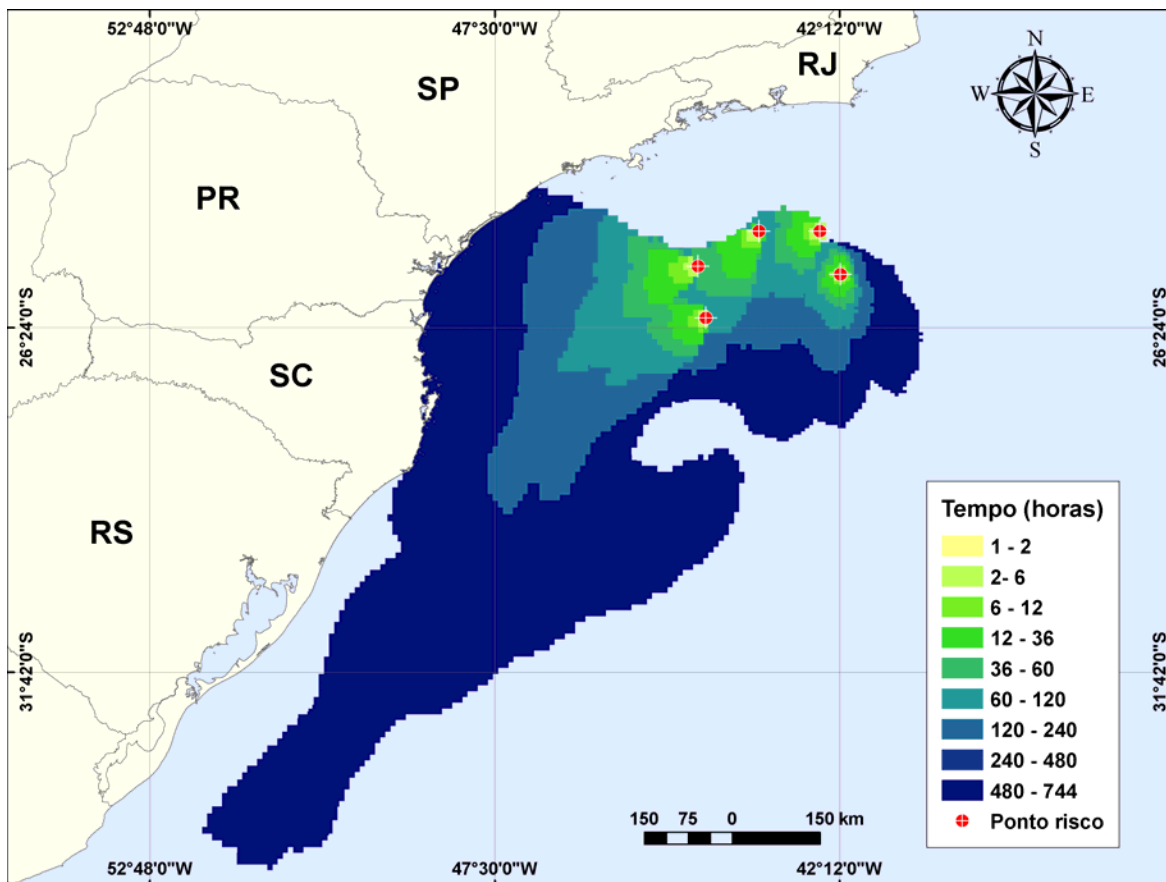 52°48'0"W
47°30'0"W
42°12'0"W
RJ
SP
N
W
E
S
PR
26°24'0"S
26°24'0"S
SC
RS
Tempo (horas)
1 - 2
2- 6
6 - 12
12 - 36
36 - 60
60 - 120
120 - 240
240 - 480
480 - 744
Ponto risco
31°42'0"S
31°42'0"S
150 75 0 150 km
52°48'0"W
47°30'0"W
42°12'0"W